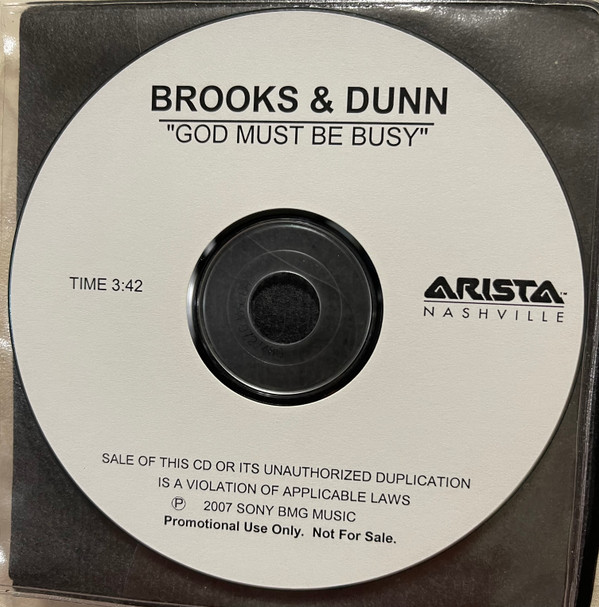 BROOKS & DUNN
"GOD MUST BE BUSY"
TIME 3:42
ARISTA™
NASHVILLE
SALE OF THIS CD OR ITS UNAUTHORIZED DUPLICATION
IS A VIOLATION OF APPLICABLE LAWS
Ⓟ 2007 SONY BMG MUSIC
Promotional Use Only. Not For Sale.